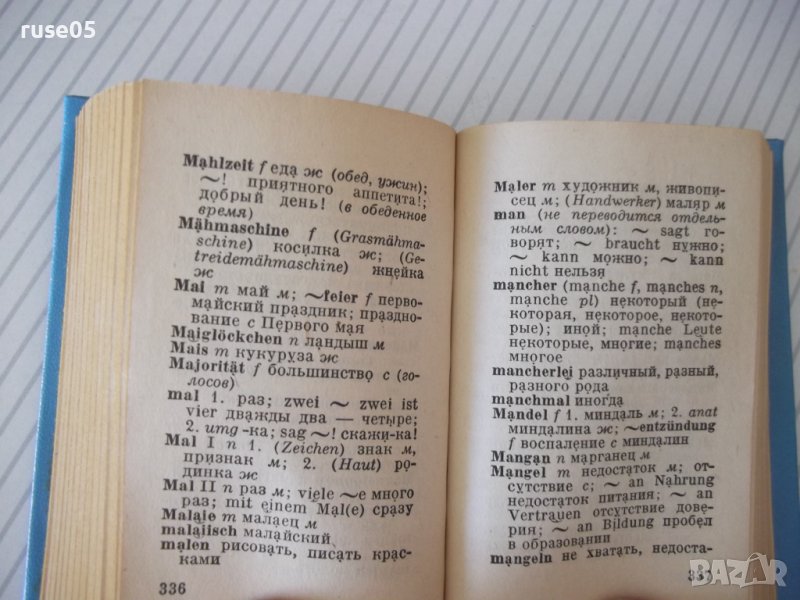 ruse05
Mahlzeit f еда ж (обед, ужин);
~! приятного аппетита!;
добрый день! (в обеденное
время)
Mähmaschine f (Grasmähma-
schine) косилка ж; (Ge-
treidemähmaschine) жнейка
ж
Mai m май м; ~feier f перво-
майский праздник; праздно-
вание с Первого мая
Maiglöckchen n ландыш м
Mais m кукуруза ж
Majorität f большинство с (го-
лосов)
mal 1. раз; zwei ~ zwei ist
vier дважды два — четыре;
2. umg -ка; sag ~! скажи-ка!
Mal I n 1. (Zeichen) знак м,
признак м; 2. (Haut) ро-
динка ж
Mal II n раз м; viele ~e много
раз; mit einem Mal(e) сразу
Malaie m малаец м
malaiisch малайский
malen рисовать, писать крас-
ками
336
Maler m художник м, живопи-
сец м; (Handwerker) маляр м
man (не переводится отдель-
ным словом): ~ sagt го-
ворят; ~ braucht нужно;
~ kann можно; ~ kann
nicht нельзя
mancher (manche f, manches n,
manche pl) некоторый (не-
которая, некоторое, некото-
рые); иной; manche Leute
некоторые, многие; manches
многое
mancherlei различный, разный,
разного рода
manchmal иногда
Mandel f 1. миндаль м; 2. anat
миндалина ж; ~entzündung
f воспаление с миндалин
Mangan n марганец м
Mangel m недостаток м; от-
сутствие с; ~ an Nahrung
недостаток питания; ~ an
Vertrauen отсутствие дове-
рия; ~ an Bildung пробел
в образовании
mangeln не хватать, недоста-
337
BAZAR